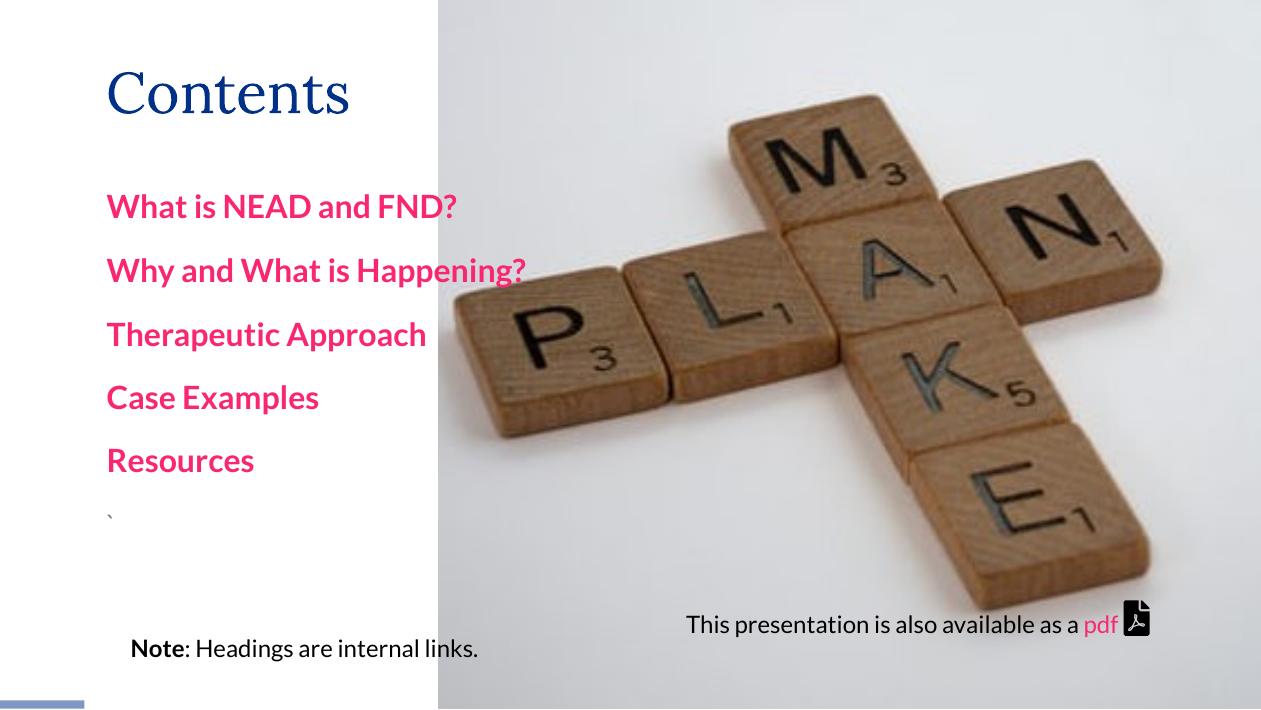 Contents
What is NEAD and FND?
Why and What is Happening?
Therapeutic Approach
Case Examples
Resources
`
Note: Headings are internal links.
M3
P3 L1 A1 N1
K5
E1
This presentation is also available as a pdf